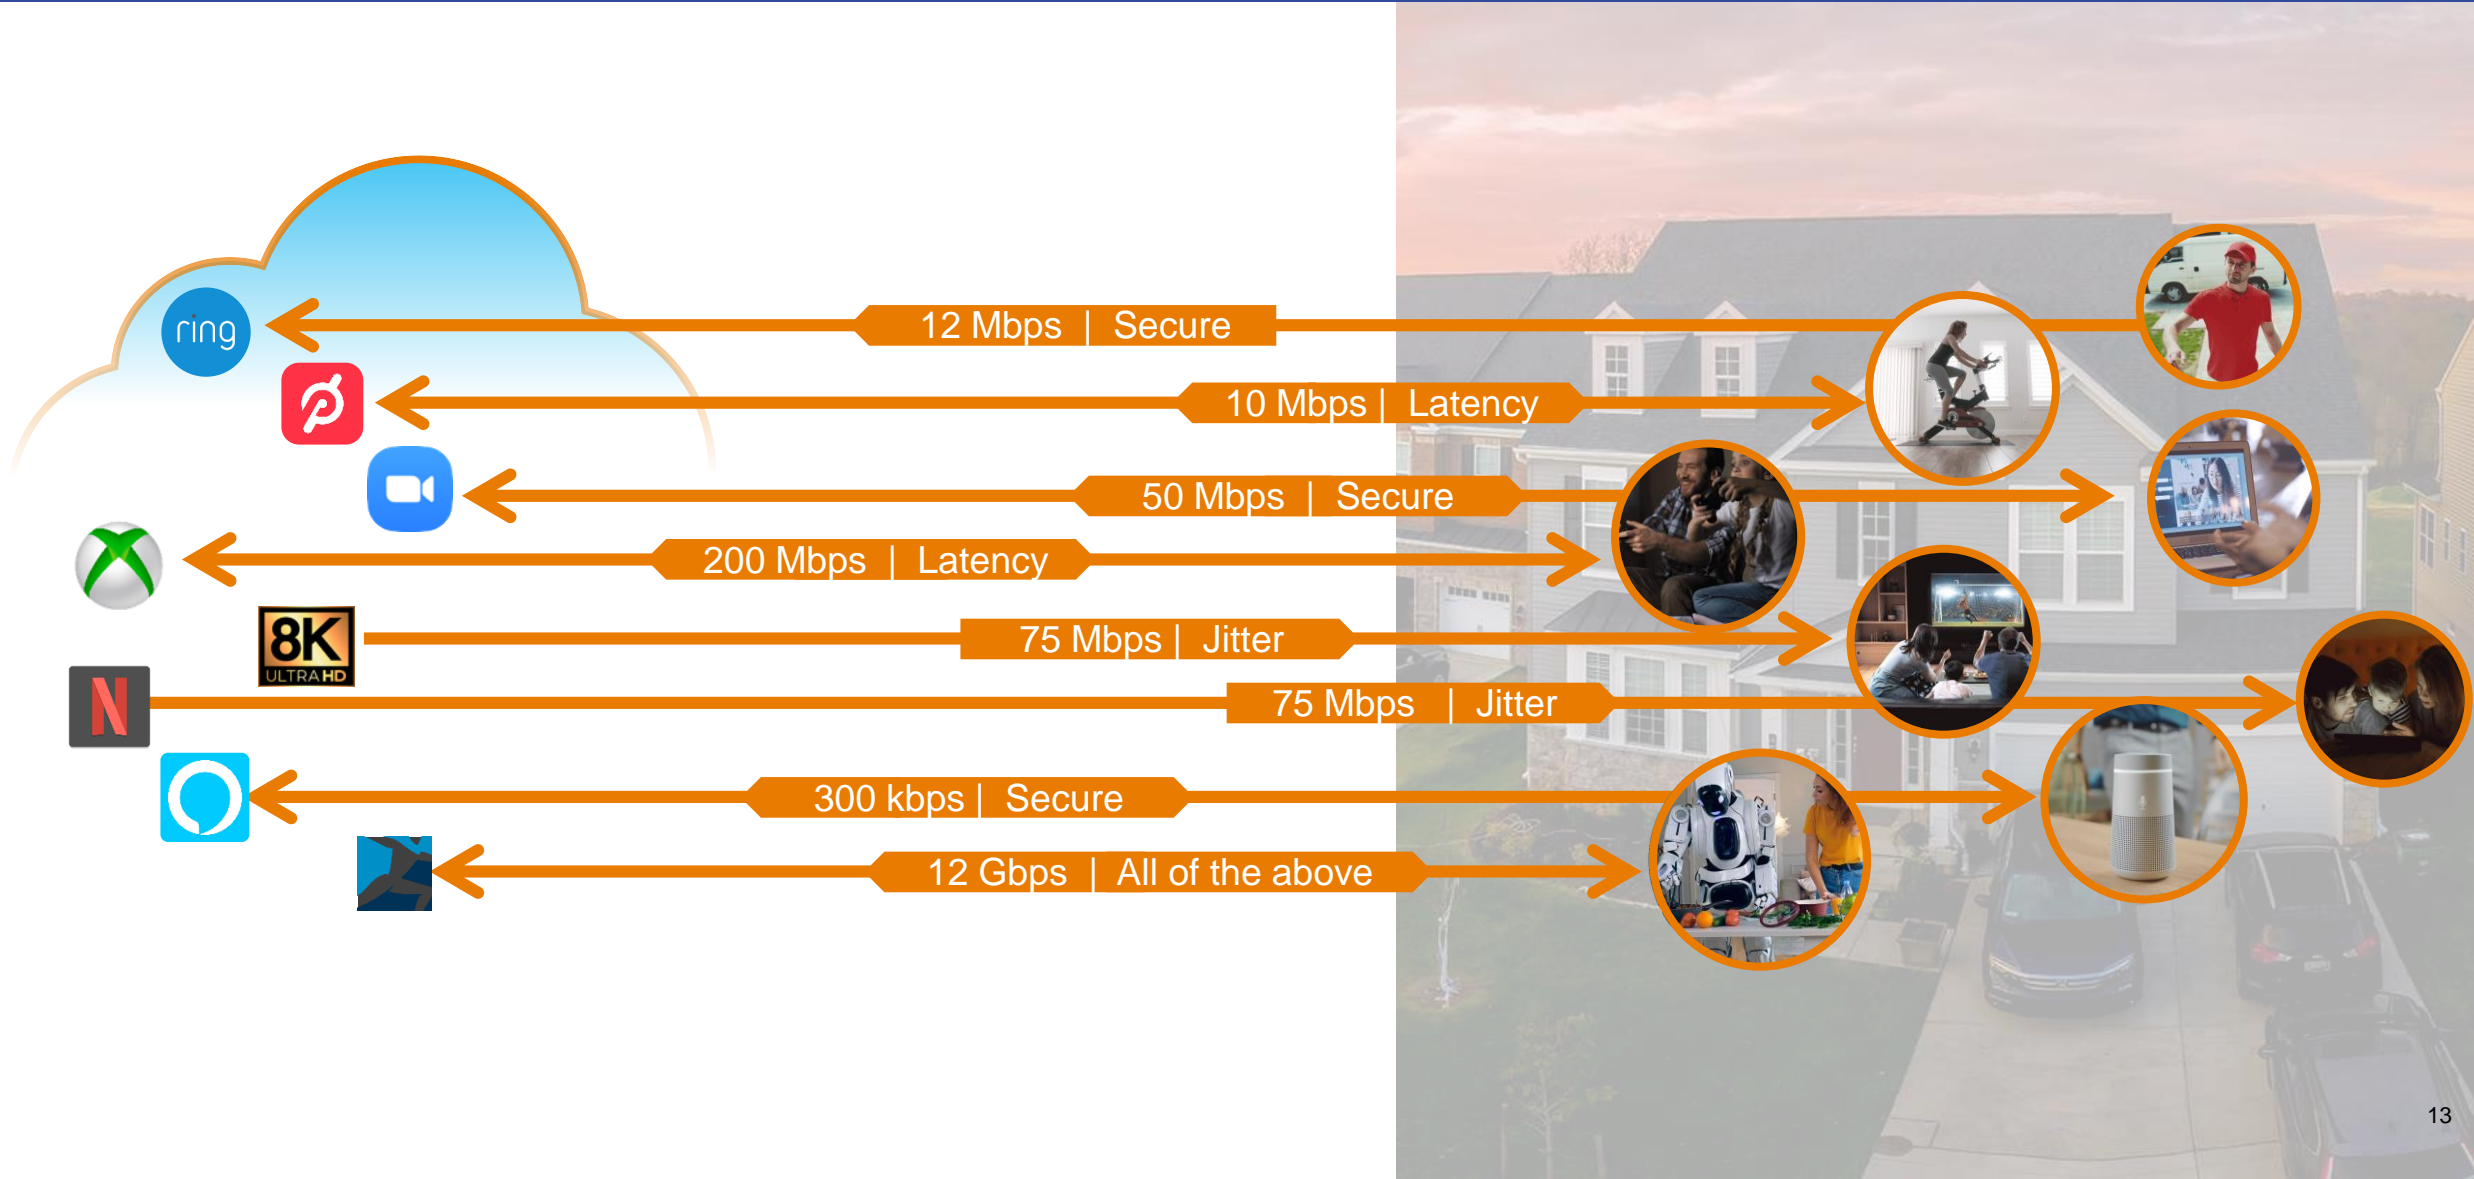 ring
12 Mbps | Secure
10 Mbps | Latency
50 Mbps | Secure
200 Mbps | Latency
8K
ULTRA HD
75 Mbps | Jitter
N
75 Mbps | Jitter
300 kbps | Secure
12 Gbps | All of the above
13